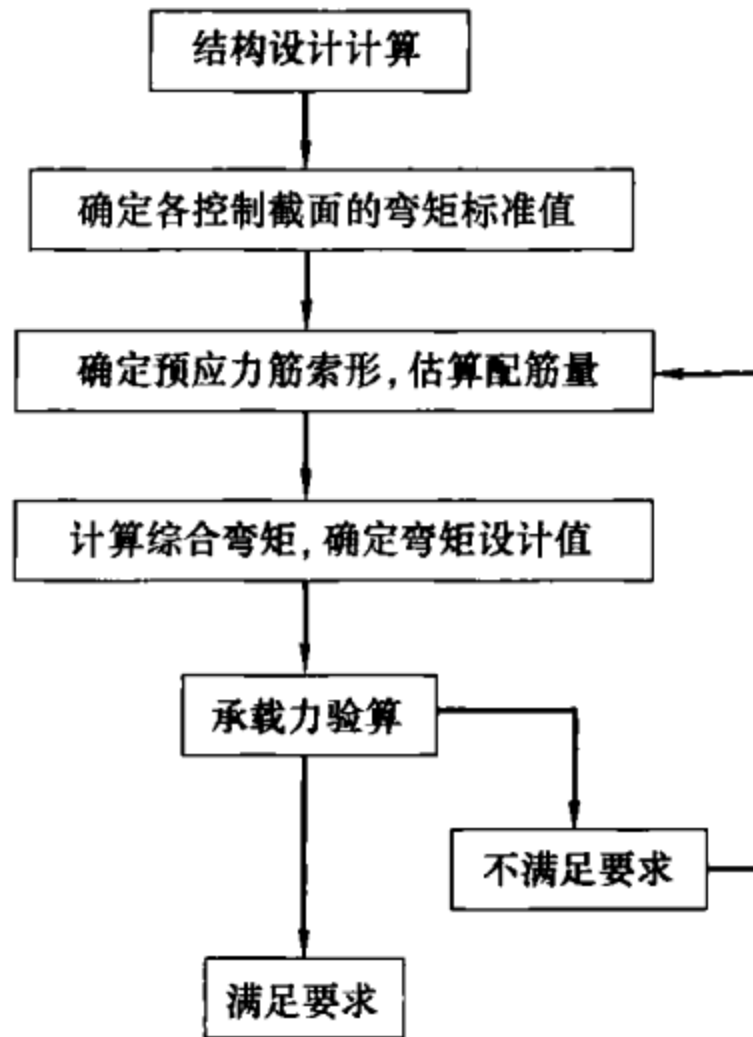 结构设计计算
确定各控制截面的弯矩标准值
确定预应力筋索形,估算配筋量
计算综合弯矩,确定弯矩设计值
承载力验算
不满足要求
满足要求